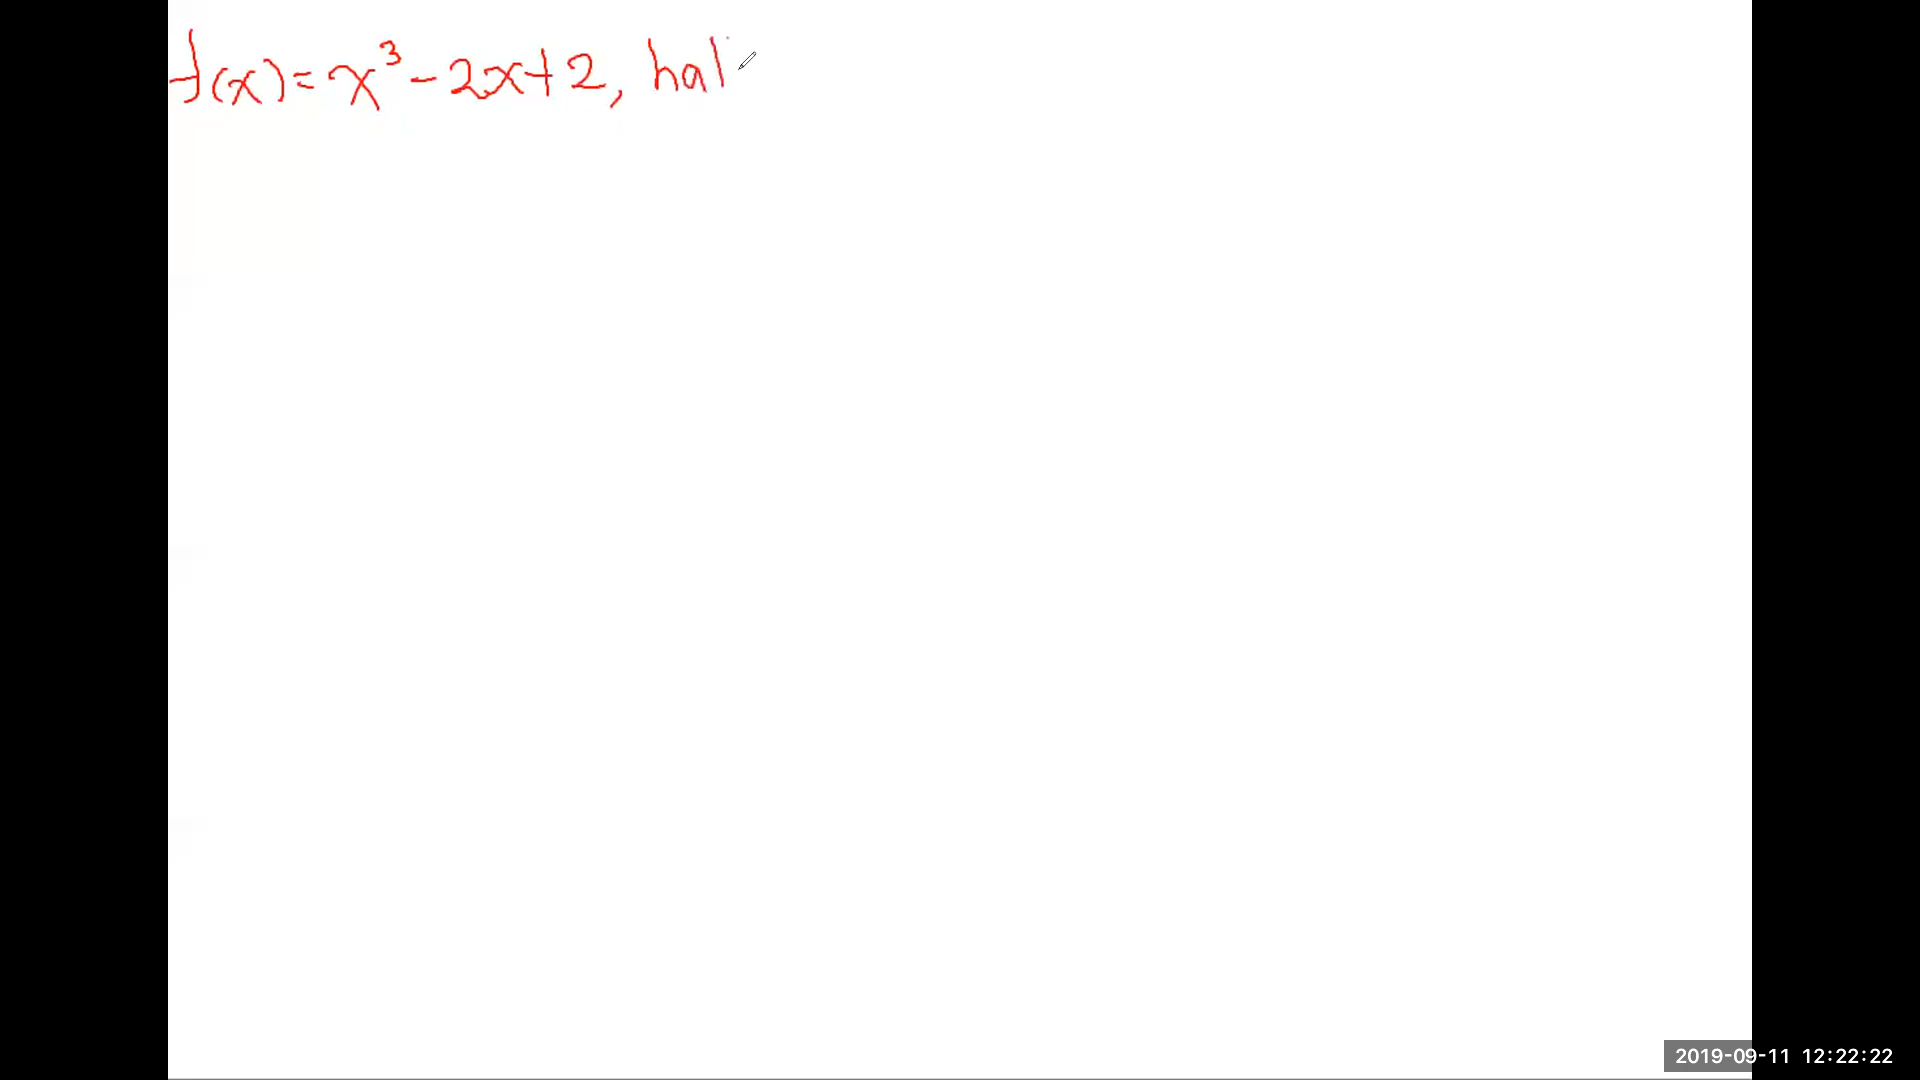 f(x) = x³ - 2x + 2, hal
2019-09-11 12:22:22